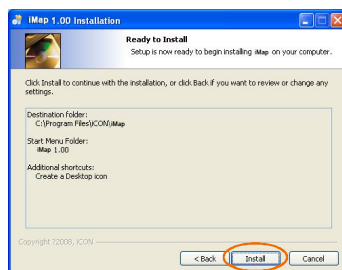 iMap 1.00 Installation
Ready to Install
Setup is now ready to begin installing iMap on your computer.
Click Install to continue with the installation, or click Back if you want to review or change any
settings.
Destination folder:
C:\Program Files\iCON\iMap
Start Menu Folder:
iMap 1.00
Additional shortcuts:
Create a Desktop icon
Copyright ?2008, iCON
< Back
Install
Cancel